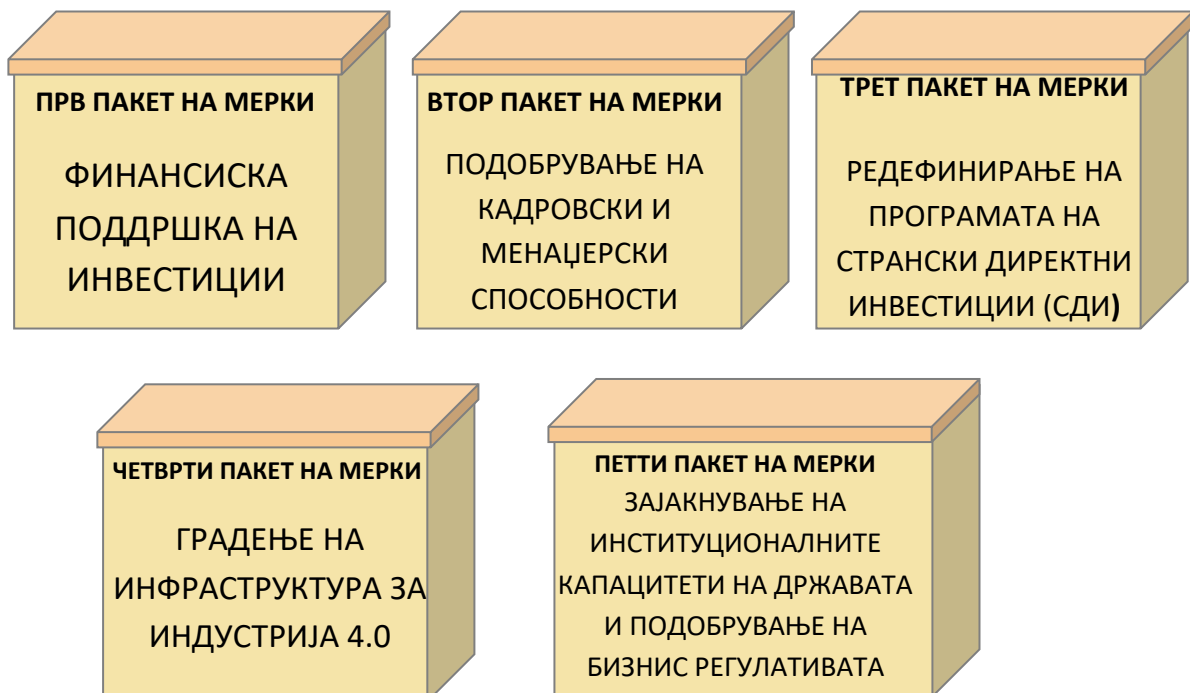 ПРВ ПАКЕТ НА МЕРКИ
ФИНАНСИСКА
ПОДДРШКА НА
ИНВЕСТИЦИИ
ВТОР ПАКЕТ НА МЕРКИ
ПОДОБРУВАЊЕ НА
КАДРОВСКИ И
МЕНАЏЕРСКИ
СПОСОБНОСТИ
ТРЕТ ПАКЕТ НА МЕРКИ
РЕДЕФИНИРАЊЕ НА
ПРОГРАМАТА НА
СТРАНСКИ ДИРЕКТНИ
ИНВЕСТИЦИИ (СДИ)
ЧЕТВРТИ ПАКЕТ НА МЕРКИ
ГРАДЕЊЕ НА
ИНФРАСТРУКТУРА ЗА
ИНДУСТРИЈА 4.0
ПЕТТИ ПАКЕТ НА МЕРКИ
ЗАЈАКНУВАЊЕ НА
ИНСТИТУЦИОНАЛНИТЕ
КАПАЦИТЕТИ НА ДРЖАВАТА
И ПОДОБРУВАЊЕ НА
БИЗНИС РЕГУЛАТИВАТА